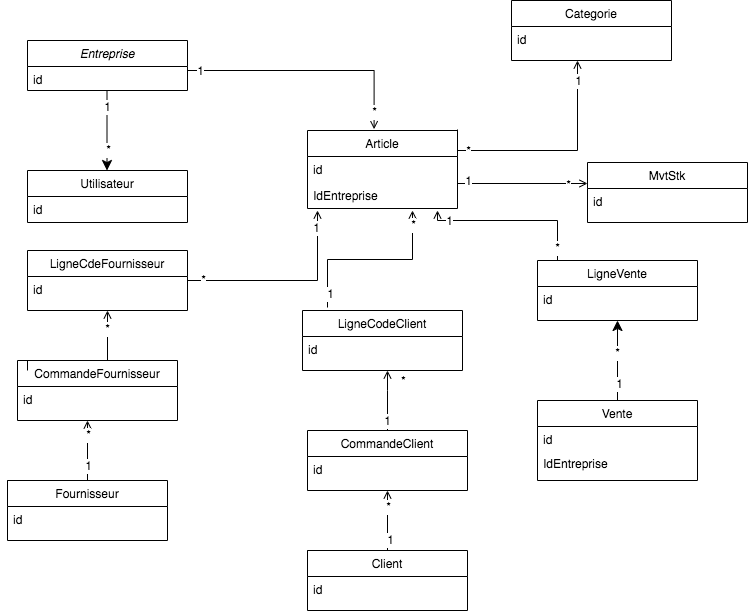 Categorie
id
Entreprise
id
1
*
1
*
1
*
Article
id
IdEntreprise
*
1
*
MvtStk
id
Utilisateur
id
1
*
1
*
LigneCdeFournisseur
id
*
1
*
LigneVente
id
LigneCodeClient
id
*
*
CommandeFournisseur
id
*
1
*
1
Vente
id
IdEntreprise
CommandeClient
id
*
1
Fournisseur
id
*
1
Client
id